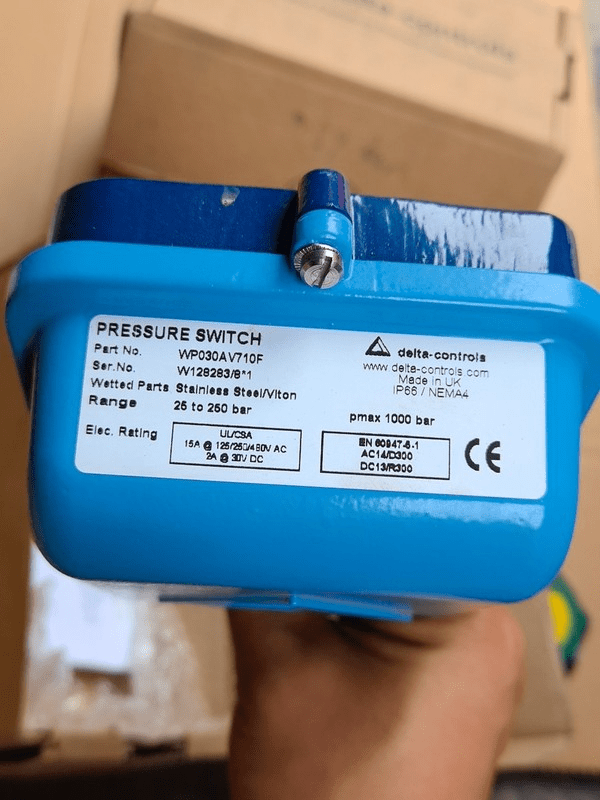 delta controls
PRESSURE SWITCH
Part No. WP030AV710F
Ser.No. W128283/8*1
Wetted Parts Stainless Steel/Viton
Range 25 to 250 bar
pmax 1000 bar
Elec. Rating
UL/CSA
15A @ 125/250/480V AC
2A @ 30V DC
EN 60947-5-1
AC14/D300
DC13/R300
CE
delta-controls
www.delta-controls.com
Made in UK
IP66 / NEMA4